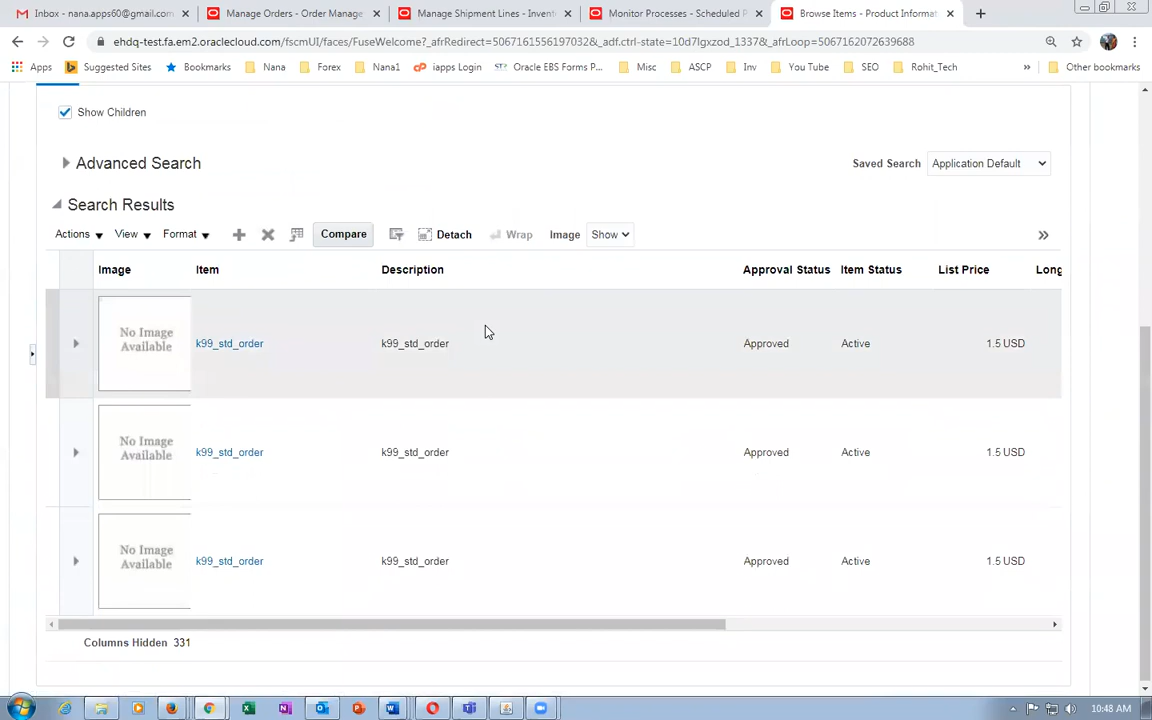 Inbox - nana.apps60@gmail.com
Manage Orders - Order Manage
Manage Shipment Lines - Invent
Monitor Processes - Scheduled P
Browse Items - Product Informat
ehdq-test.fa.em2.oraclecloud.com/fscmUI/faces/FuseWelcome?_afrRedirect=5067161556197032&_adf.ctrl-state=10d7lgxzod_1337&_afrLoop=5067162072639688
Apps
Suggested Sites
Bookmarks
Nana
Forex
Nana1
iapps Login
Oracle EBS Forms P...
Misc
ASCP
Inv
You Tube
SEO
Rohit_Tech
»
Other bookmarks
Show Children
Advanced Search
Saved Search Application Default
Search Results
Actions View Format Compare Detach Wrap Image Show »
Image Item Description Approval Status Item Status List Price Long
No Image
Available
k99_std_order k99_std_order Approved Active 1.5 USD
No Image
Available
k99_std_order k99_std_order Approved Active 1.5 USD
No Image
Available
k99_std_order k99_std_order Approved Active 1.5 USD
Columns Hidden 331
10:48 AM